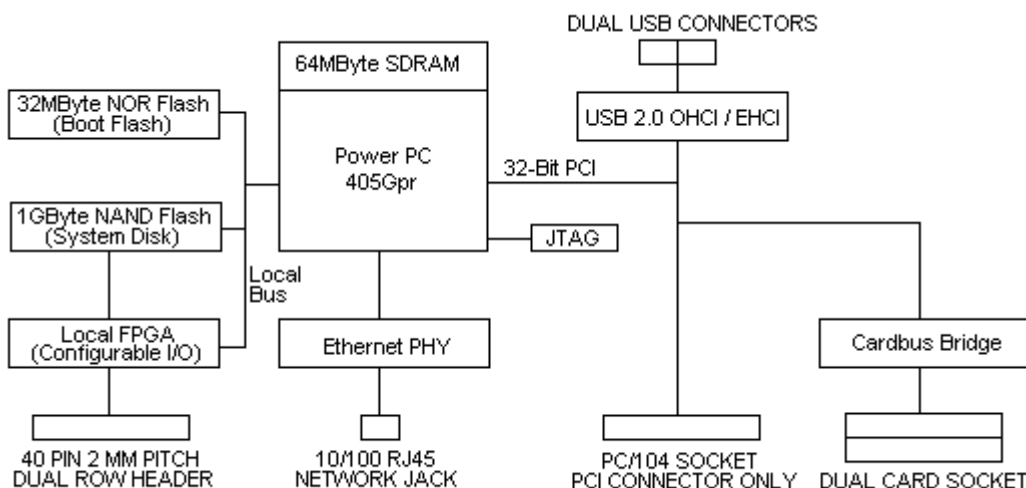 DUAL USB CONNECTORS
64MByte SDRAM
32MByte NOR Flash
(Boot Flash)
USB 2.0 OHCI / EHCI
Power PC
405Gpr
32-Bit PCI
1GByte NAND Flash
(System Disk)
JTAG
Local
Bus
Local FPGA
(Configurable I/O)
Ethernet PHY
Cardbus Bridge
40 PIN 2 MM PITCH
DUAL ROW HEADER
10/100 RJ45
NETWORK JACK
PC/104 SOCKET
PCI CONNECTOR ONLY
DUAL CARD SOCKET